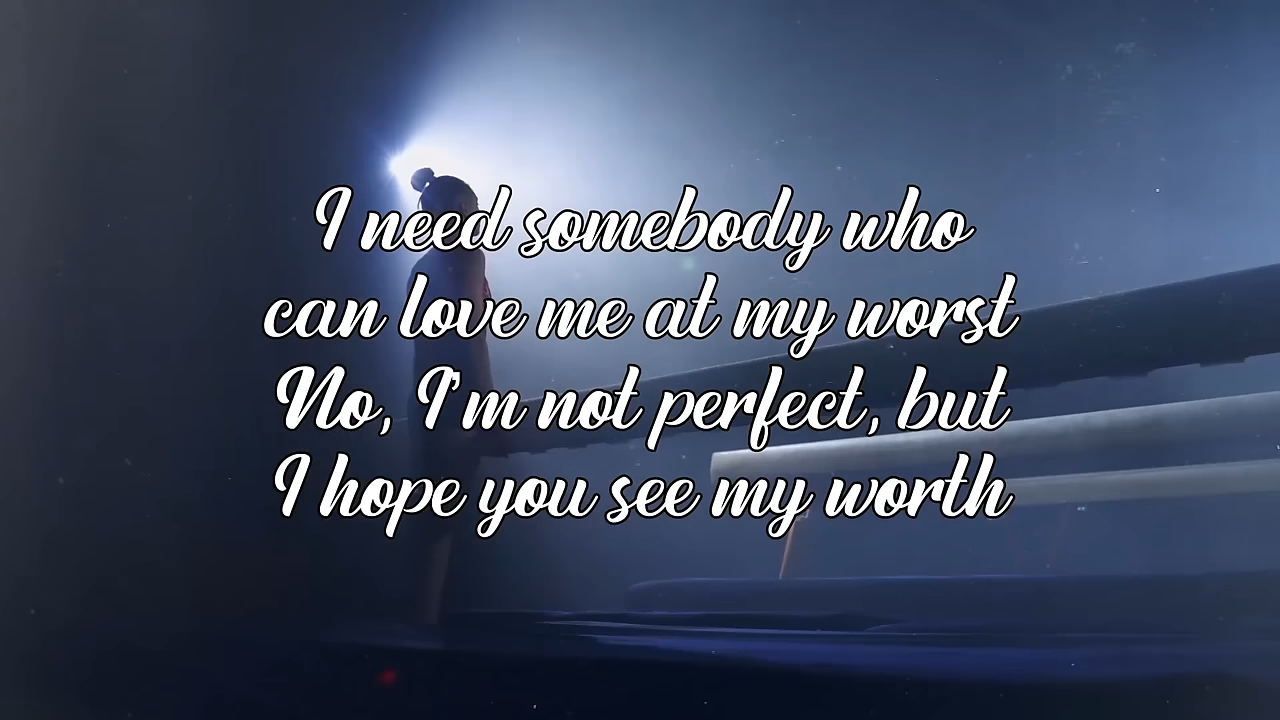 I need somebody who
can love me at my worst
No, I'm not perfect, but
I hope you see my worth